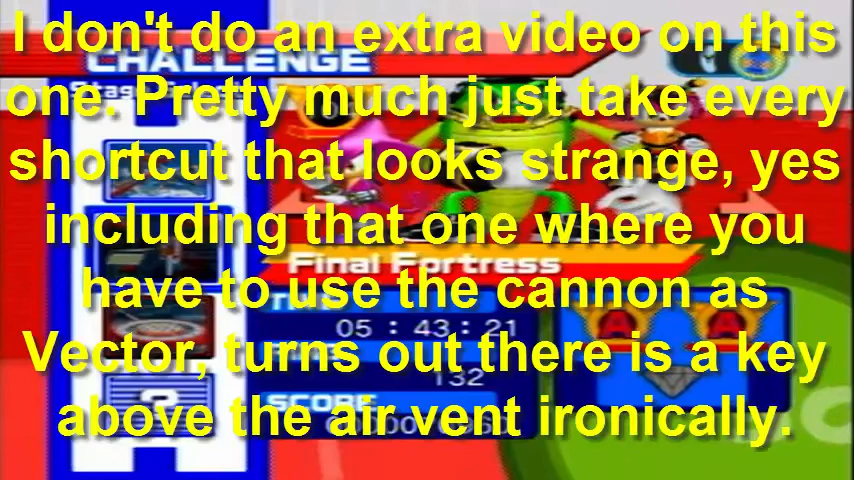 I don't do an extra video on this
CHALLENGE
one. Pretty much just take every
shortcut that looks strange, yes
including that one where you
Final Fortress
have to use the cannon as
05 : 43 : 21
Vector, turns out there is a key
132
SCORE
above the air vent ironically.
A A
?